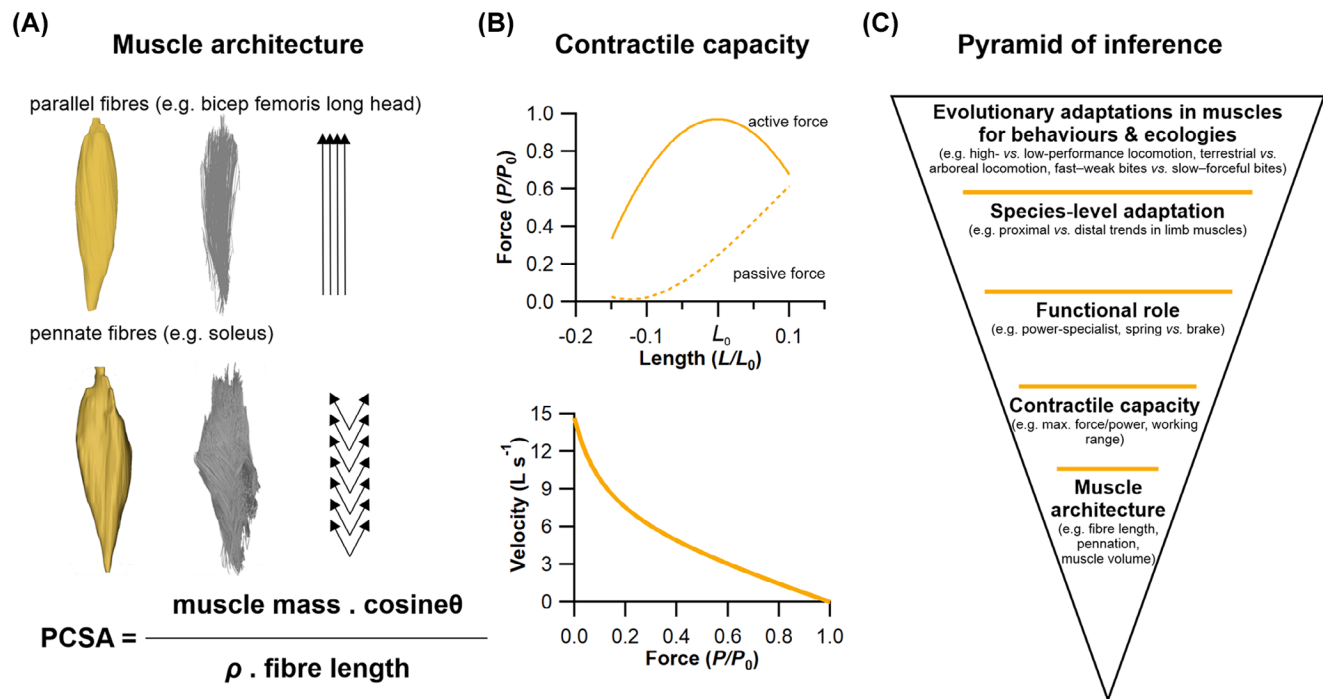 (A)
Muscle architecture
parallel fibres (e.g. bicep femoris long head)
pennate fibres (e.g. soleus)
PCSA =
muscle mass . cosineθ
ρ . fibre length
(B)
Contractile capacity
1.0
0.8
0.6
0.4
0.2
0.0
Force (P/P0)
active force
passive force
-0.2
-0.1
L0
0.1
Length (L/L0)
15
12
9
6
3
0
Velocity (L s-1)
0.0
0.2
0.4
0.6
0.8
1.0
Force (P/P0)
(C)
Pyramid of inference
Evolutionary adaptations in muscles
for behaviours & ecologies
(e.g. high- vs. low-performance locomotion, terrestrial vs.
arboreal locomotion, fast–weak bites vs. slow–forceful bites)
Species-level adaptation
(e.g. proximal vs. distal trends in limb muscles)
Functional role
(e.g. power-specialist, spring vs. brake)
Contractile capacity
(e.g. max. force/power, working
range)
Muscle
architecture
(e.g. fibre length,
pennation,
muscle volume)